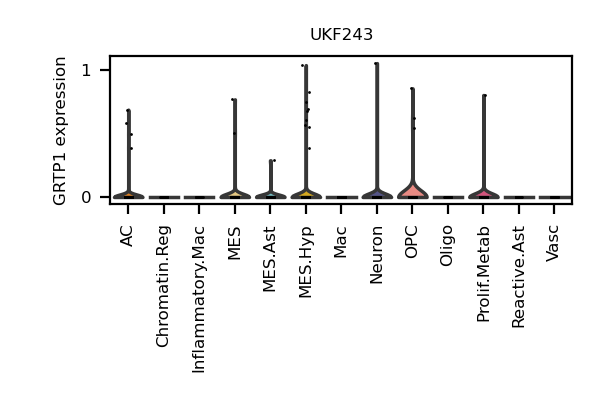 UKF243
GRTP1 expression
1
0
AC
Chromatin.Reg
Inflammatory.Mac
MES
MES.Ast
MES.Hyp
Mac
Neuron
OPC
Oligo
Prolif.Metab
Reactive.Ast
Vasc